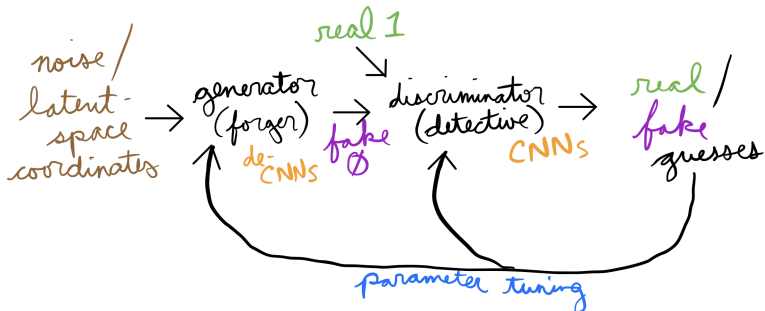 noise/
latent-
space
coordinates
generator
(forger)
de-
CNNs
real 1
fake
0
discriminator
(detective)
CNNs
real/
fake
guesses
parameter tuning